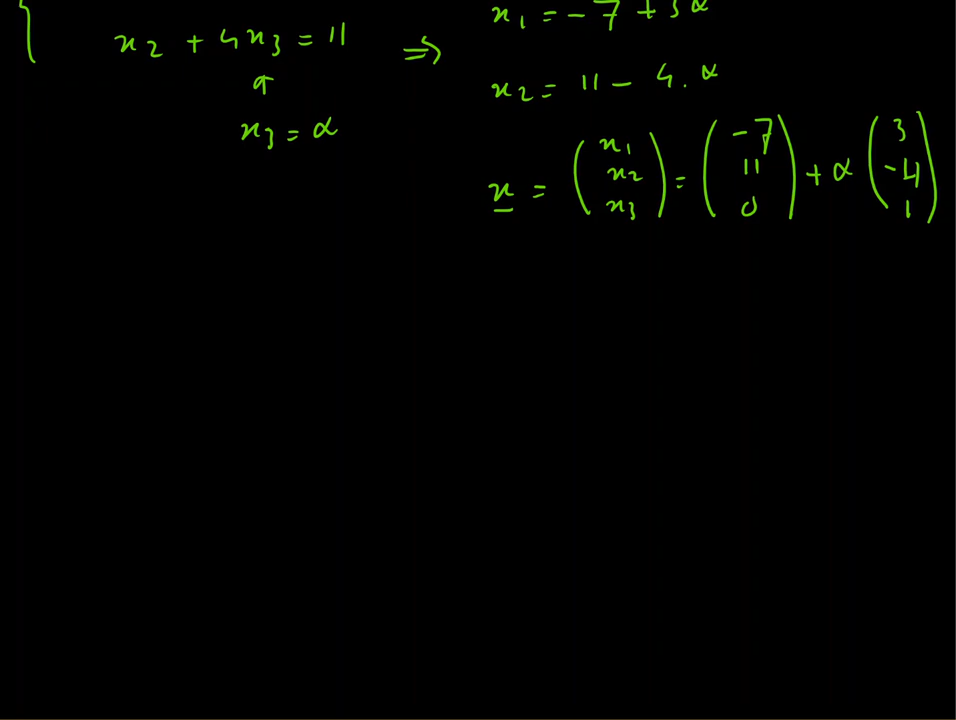 x₁ = -7 + 3α
x₂ + 4x₃ = 11 ⇒
x₂ = 11 - 4.α
↑
x₃ = α
x = (x₁ x₂ x₃) = (-7 11 0) + α (3 -4 1)